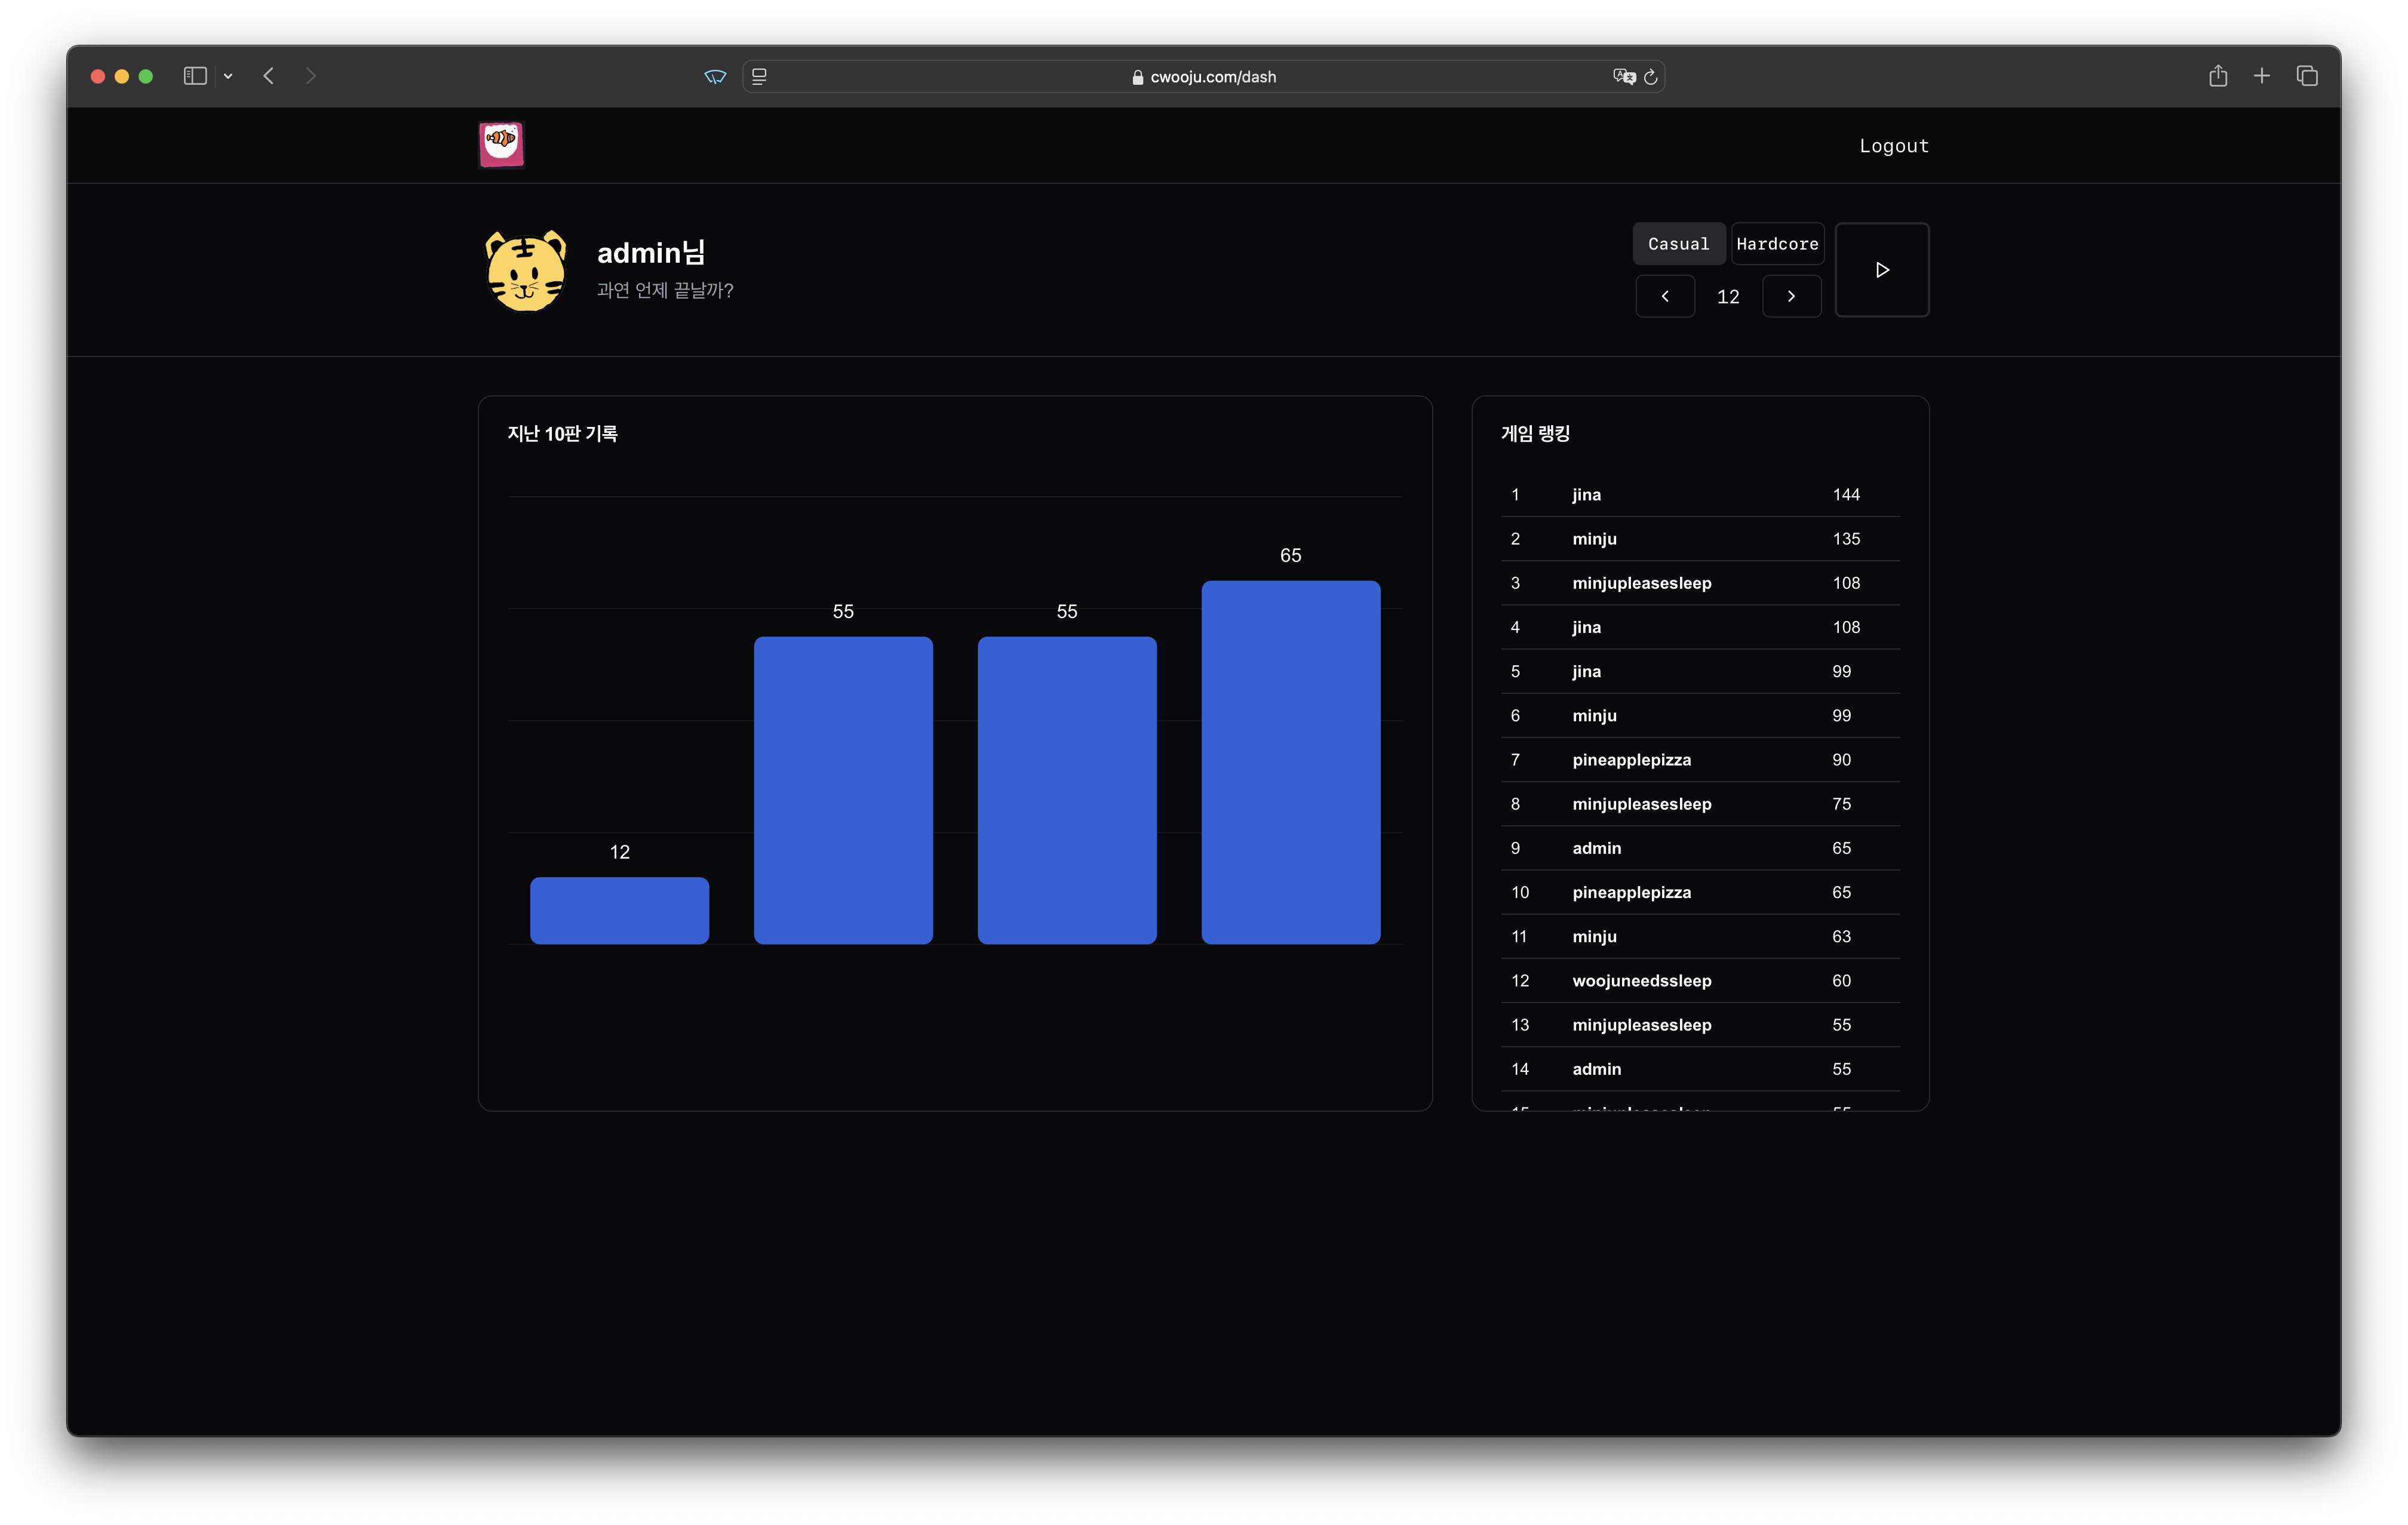 cwooju.com/dash
Logout
admin님
과연 언제 끝날까?
Casual Hardcore
12
지난 10판 기록
12
55
55
65
게임 랭킹
1 jina 144
2 minju 135
3 minjupleasesleep 108
4 jina 108
5 jina 99
6 minju 99
7 pineapplepizza 90
8 minjupleasesleep 75
9 admin 65
10 pineapplepizza 65
11 minju 63
12 woojuneedssleep 60
13 minjupleasesleep 55
14 admin 55